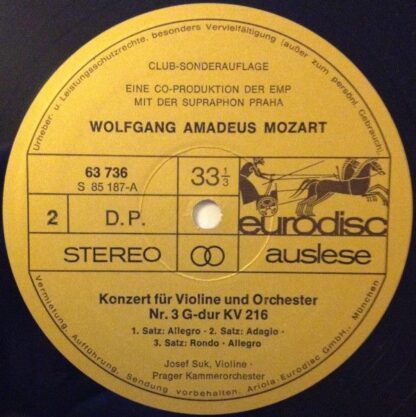 Urheber- u. Leistungsschutzrechte, besonders Vervielfältigung (außer zum persönl. Gebrauch),
CLUB-SONDERAUFLAGE
EINE CO-PRODUKTION DER EMP
MIT DER SUPRAPHON PRAHA
WOLFGANG AMADEUS MOZART
63 736
S 85 187-A
33 1/3
2
D.P.
eurodisc
STEREO
auslese
Konzert für Violine und Orchester
Nr. 3 G-dur KV 216
1. Satz: Allegro · 2. Satz: Adagio ·
3. Satz: Rondo · Allegro
Josef Suk, Violine ·
Prager Kammerorchester
Vermietung, Aufführung, Sendung vorbehalten. Ariola-Eurodisc GmbH., München